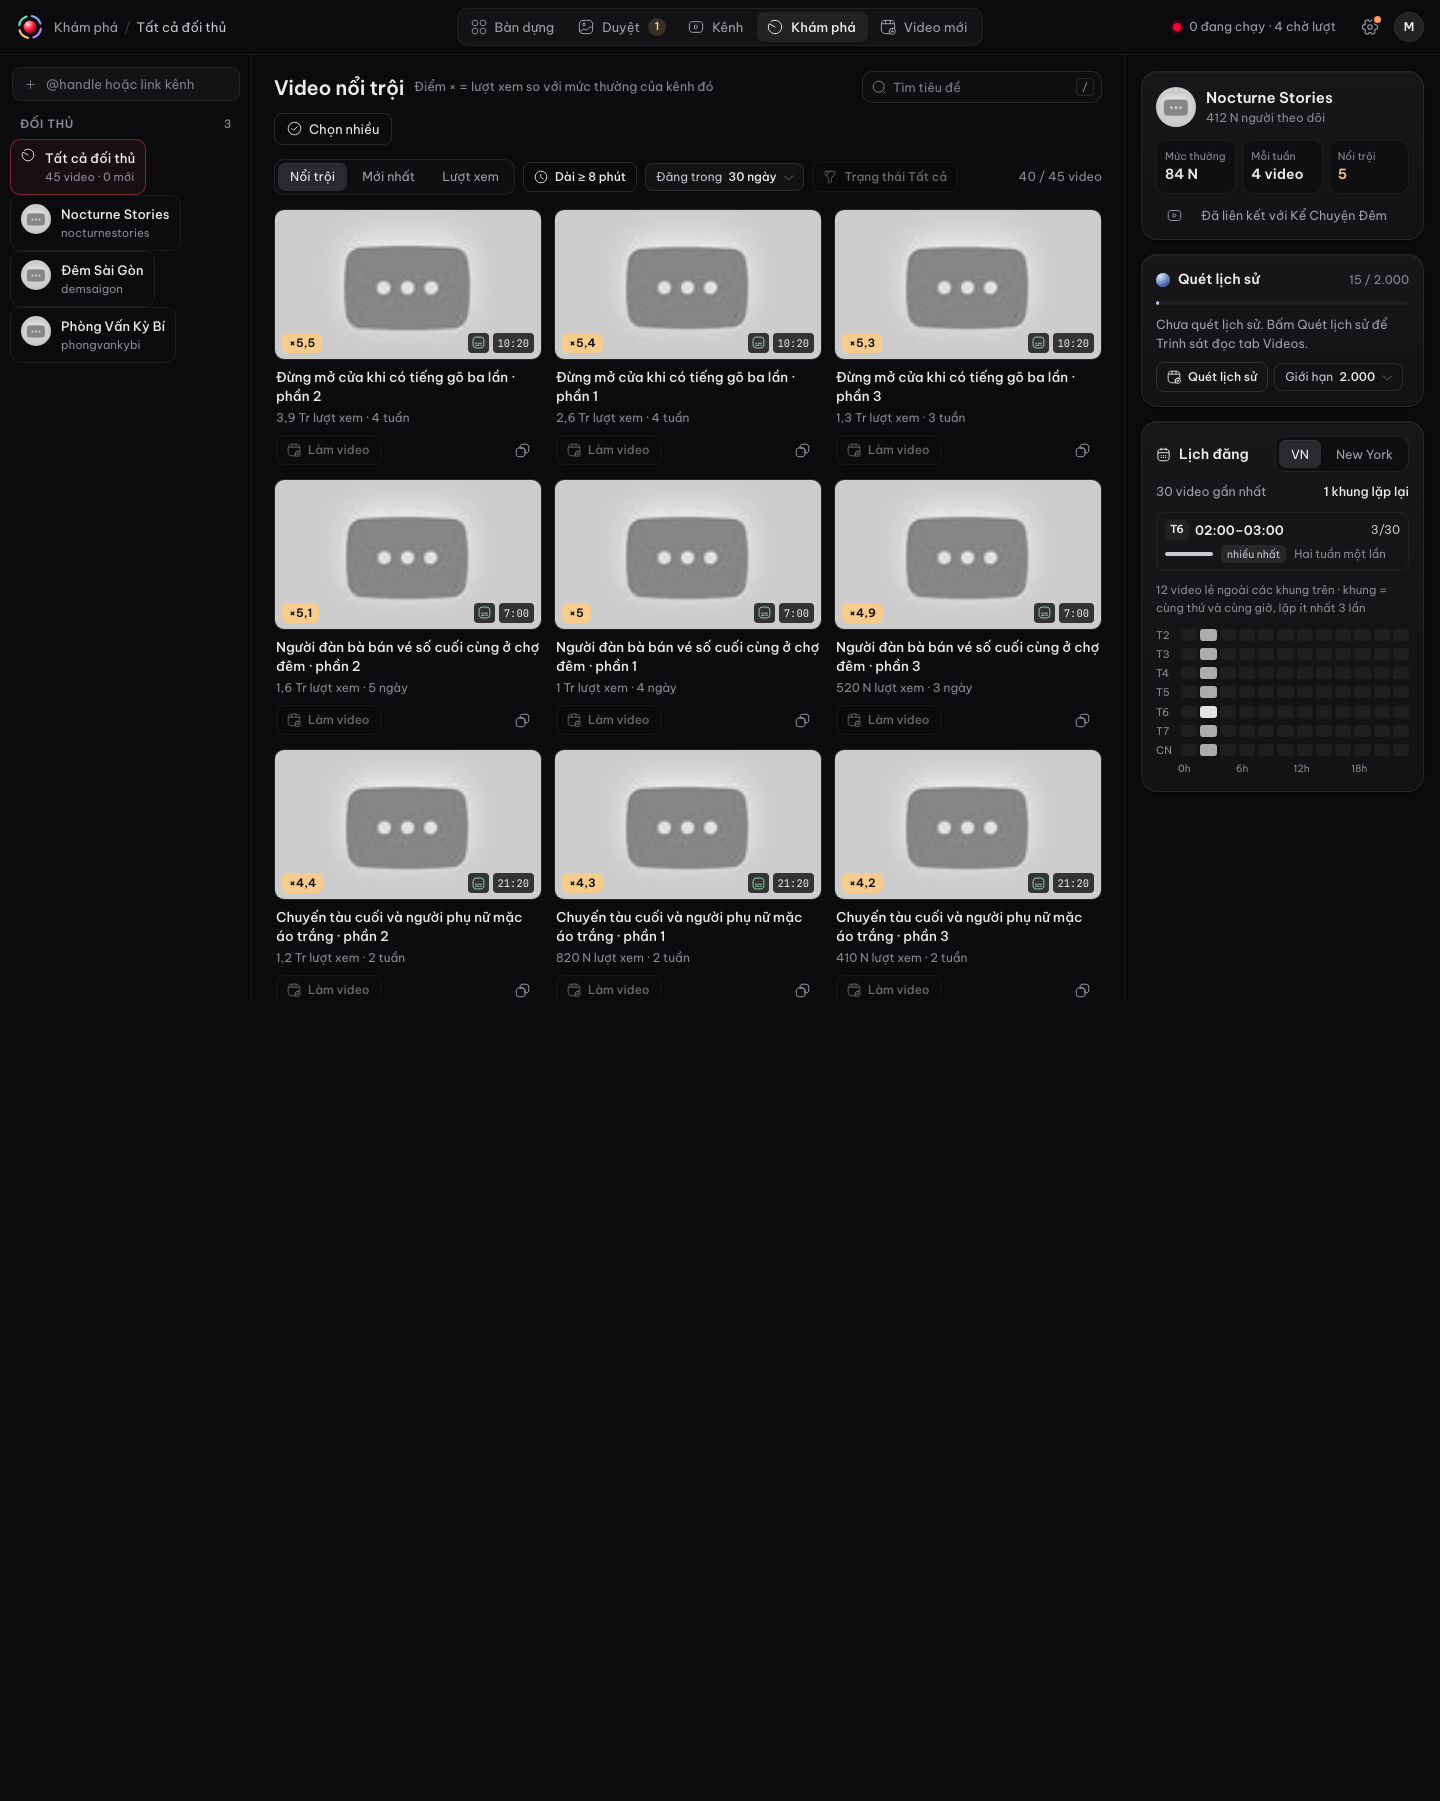 Khám phá / Tất cả đối thủ
Bàn dựng
Duyệt 1
Kênh
Khám phá
Video mới
0 đang chạy · 4 chờ lượt
M
@handle hoặc link kênh
ĐỐI THỦ 3
Tất cả đối thủ
45 video · 0 mới
Nocturne Stories
nocturnestories
Đêm Sài Gòn
demsaigon
Phòng Vấn Kỳ Bí
phongvankybi
Video nổi trội
Điểm × = lượt xem so với mức thường của kênh đó
Tìm tiêu đề /
Chọn nhiều
Nổi trội
Mới nhất
Lượt xem
Dài ≥ 8 phút
Đăng trong 30 ngày
Trạng thái Tất cả
40 / 45 video
×5,5 10:20
×5,4 10:20
×5,3 10:20
Đừng mở cửa khi có tiếng gõ ba lần ·
phần 2
3,9 Tr lượt xem · 4 tuần
Làm video
Đừng mở cửa khi có tiếng gõ ba lần ·
phần 1
2,6 Tr lượt xem · 4 tuần
Làm video
Đừng mở cửa khi có tiếng gõ ba lần ·
phần 3
1,3 Tr lượt xem · 3 tuần
Làm video
×5,1 7:00
×5 7:00
×4,9 7:00
Người đàn bà bán vé số cuối cùng ở chợ
đêm · phần 2
1,6 Tr lượt xem · 5 ngày
Làm video
Người đàn bà bán vé số cuối cùng ở chợ
đêm · phần 1
1 Tr lượt xem · 4 ngày
Làm video
Người đàn bà bán vé số cuối cùng ở chợ
đêm · phần 3
520 N lượt xem · 3 ngày
Làm video
×4,4 21:20
×4,3 21:20
×4,2 21:20
Chuyến tàu cuối và người phụ nữ mặc
áo trắng · phần 2
1,2 Tr lượt xem · 2 tuần
Làm video
Chuyến tàu cuối và người phụ nữ mặc
áo trắng · phần 1
820 N lượt xem · 2 tuần
Làm video
Chuyến tàu cuối và người phụ nữ mặc
áo trắng · phần 3
410 N lượt xem · 2 tuần
Làm video
Nocturne Stories
412 N người theo dõi
Mức thường
84 N
Mỗi tuần
4 video
Nổi trội
5
Đã liên kết với Kể Chuyện Đêm
Quét lịch sử 15 / 2.000
Chưa quét lịch sử. Bấm Quét lịch sử để
Trinh sát đọc tab Videos.
Quét lịch sử
Giới hạn 2.000
Lịch đăng
VN
New York
30 video gần nhất 1 khung lặp lại
T6 02:00–03:00 3/30
nhiều nhất Hai tuần một lần
12 video lẻ ngoài các khung trên · khung =
cùng thứ và cùng giờ, lặp ít nhất 3 lần
T2
T3
T4
T5
T6
T7
CN
0h 6h 12h 18h